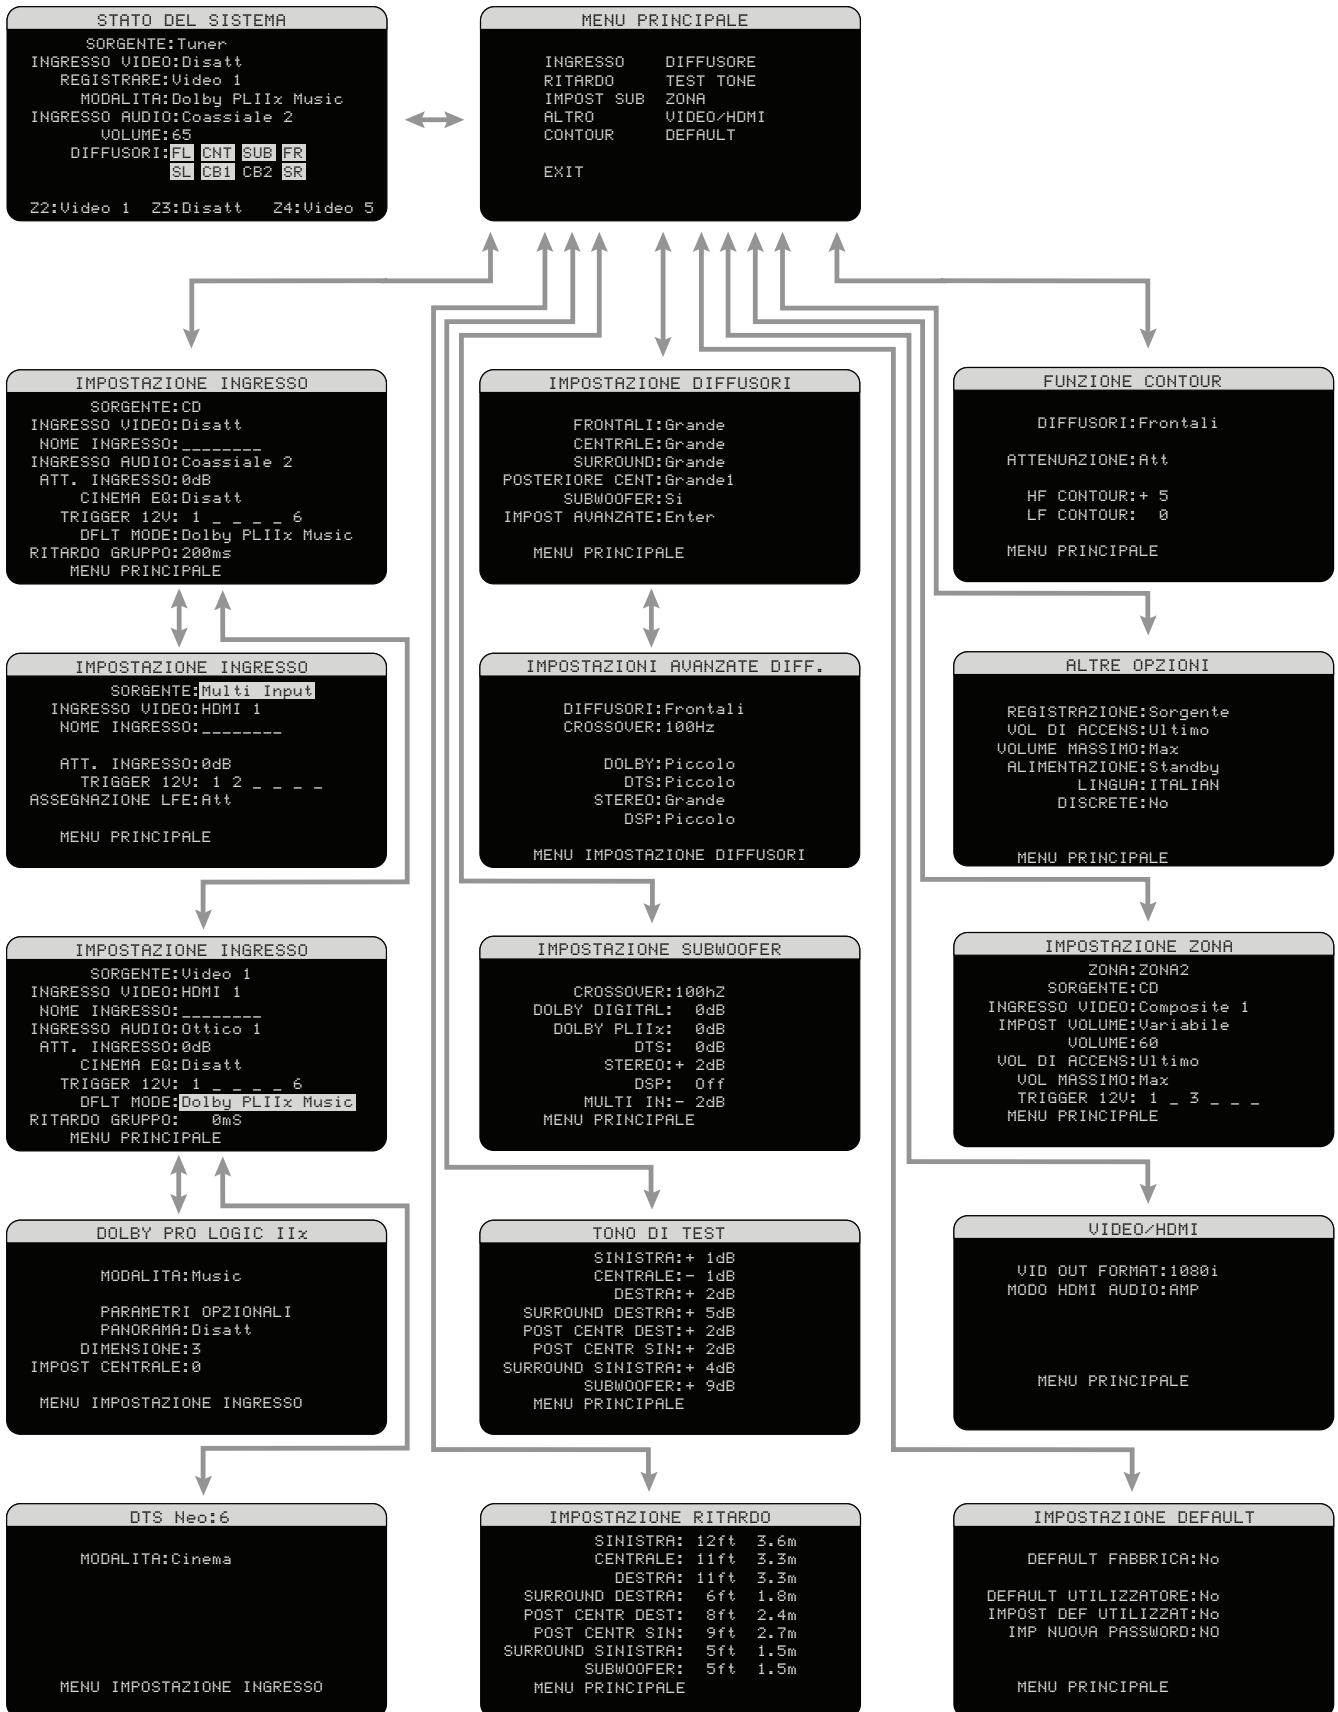 STATO DEL SISTEMA
SORGENTE:Tuner
INGRESSO VIDEO:Disatt
REGISTRARE:Video 1
MODALITA:Dolby PLIIx Music
INGRESSO AUDIO:Coassiale 2
VOLUME:65
DIFFUSORI:FL CNT SUB FR
SL CB1 CB2 SR
Z2:Video 1 Z3:Disatt Z4:Video 5
MENU PRINCIPALE
INGRESSO DIFFUSORE
RITARDO TEST TONE
IMPOST SUB ZONA
ALTRO VIDEO/HDMI
CONTOUR DEFAULT
EXIT
IMPOSTAZIONE INGRESSO
SORGENTE:CD
INGRESSO VIDEO:Disatt
NOME INGRESSO:________
INGRESSO AUDIO:Coassiale 2
ATT. INGRESSO:0dB
CINEMA EQ:Disatt
TRIGGER 12V: 1 _ _ _ _ 6
DFLT MODE:Dolby PLIIx Music
RITARDO GRUPPO:200ms
MENU PRINCIPALE
IMPOSTAZIONE DIFFUSORI
FRONTALI:Grande
CENTRALE:Grande
SURROUND:Grande
POSTERIORE CENT:Grande1
SUBWOOFER:Si
IMPOST AVANZATE:Enter
MENU PRINCIPALE
FUNZIONE CONTOUR
DIFFUSORI:Frontali
ATTENUAZIONE:Att
HF CONTOUR:+ 5
LF CONTOUR: 0
MENU PRINCIPALE
IMPOSTAZIONE INGRESSO
SORGENTE:Multi Input
INGRESSO VIDEO:HDMI 1
NOME INGRESSO:________
ATT. INGRESSO:0dB
TRIGGER 12V: 1 2 _ _ _ _
ASSEGNAZIONE LFE:Att
MENU PRINCIPALE
IMPOSTAZIONI AVANZATE DIFF.
DIFFUSORI:Frontali
CROSSOVER:100Hz
DOLBY:Piccolo
DTS:Piccolo
STEREO:Grande
DSP:Piccolo
MENU IMPOSTAZIONE DIFFUSORI
ALTRE OPZIONI
REGISTRAZIONE:Sorgente
VOL DI ACCENS:Ultimo
VOLUME MASSIMO:Max
ALIMENTAZIONE:Standby
LINGUA:ITALIAN
DISCRETE:No
MENU PRINCIPALE
IMPOSTAZIONE INGRESSO
SORGENTE:Video 1
INGRESSO VIDEO:HDMI 1
NOME INGRESSO:________
INGRESSO AUDIO:Ottico 1
ATT. INGRESSO:0dB
CINEMA EQ:Disatt
TRIGGER 12V: 1 _ _ _ _ 6
DFLT MODE:Dolby PLIIx Music
RITARDO GRUPPO: 0mS
MENU PRINCIPALE
IMPOSTAZIONE SUBWOOFER
CROSSOVER:100hZ
DOLBY DIGITAL: 0dB
DOLBY PLIIx: 0dB
DTS: 0dB
STEREO:+ 2dB
DSP: Off
MULTI IN:- 2dB
MENU PRINCIPALE
IMPOSTAZIONE ZONA
ZONA:ZONA2
SORGENTE:CD
INGRESSO VIDEO:Composite 1
IMPOST VOLUME:Variabile
VOLUME:60
VOL DI ACCENS:Ultimo
VOL MASSIMO:Max
TRIGGER 12V: 1 _ 3 _ _ _
MENU PRINCIPALE
DOLBY PRO LOGIC IIx
MODALITA:Music
PARAMETRI OPZIONALI
PANORAMA:Disatt
DIMENSIONE:3
IMPOST CENTRALE:0
MENU IMPOSTAZIONE INGRESSO
TONO DI TEST
SINISTRA:+ 1dB
CENTRALE:- 1dB
DESTRA:+ 2dB
SURROUND DESTRA:+ 5dB
POST CENTR DEST:+ 2dB
POST CENTR SIN:+ 2dB
SURROUND SINISTRA:+ 4dB
SUBWOOFER:+ 9dB
MENU PRINCIPALE
VIDEO/HDMI
VID OUT FORMAT:1080i
MODO HDMI AUDIO:AMP
MENU PRINCIPALE
DTS Neo:6
MODALITA:Cinema
MENU IMPOSTAZIONE INGRESSO
IMPOSTAZIONE RITARDO
SINISTRA: 12ft 3.6m
CENTRALE: 11ft 3.3m
DESTRA: 11ft 3.3m
SURROUND DESTRA: 6ft 1.8m
POST CENTR DEST: 8ft 2.4m
POST CENTR SIN: 9ft 2.7m
SURROUND SINISTRA: 5ft 1.5m
SUBWOOFER: 5ft 1.5m
MENU PRINCIPALE
IMPOSTAZIONE DEFAULT
DEFAULT FABBRICA:No
DEFAULT UTILIZZATORE:No
IMPOST DEF UTILIZZAT:No
IMP NUOVA PASSWORD:NO
MENU PRINCIPALE